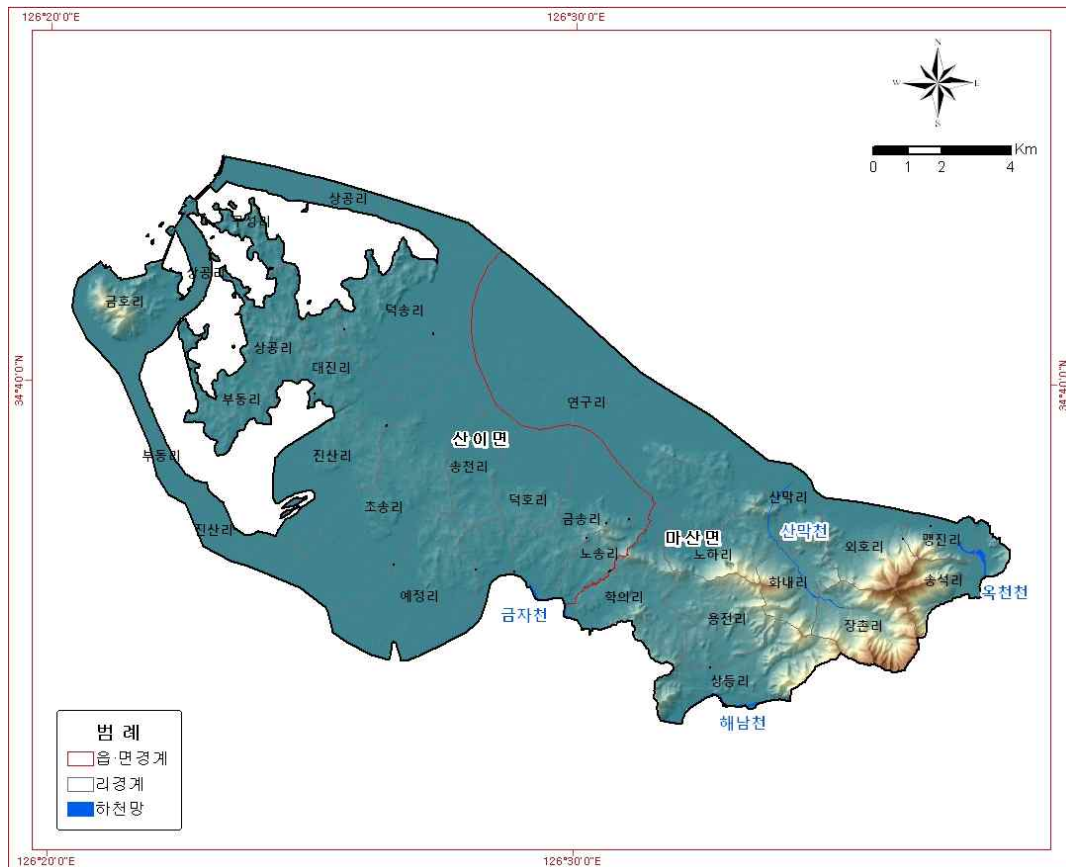 126°20'0"E
126°30'0"E
N
W
E
S
Km
0 1 2 4
상공리
구성리
상공리
금호리
덕송리
상공리
대진리
34°40'0"N
34°40'0"N
부동리
연구리
산이면
부동리
진산리
송천리
덕호리
산막리
초송리
금송리
산막천
진산리
마산면
외호리
맹진리
노송리
노하리
화내리
송석리
예정리
학의리
옥천천
금자천
용전리
장촌리
상등리
해남천
범 례
읍·면경계
리경계
하천망
126°20'0"E
126°30'0"E